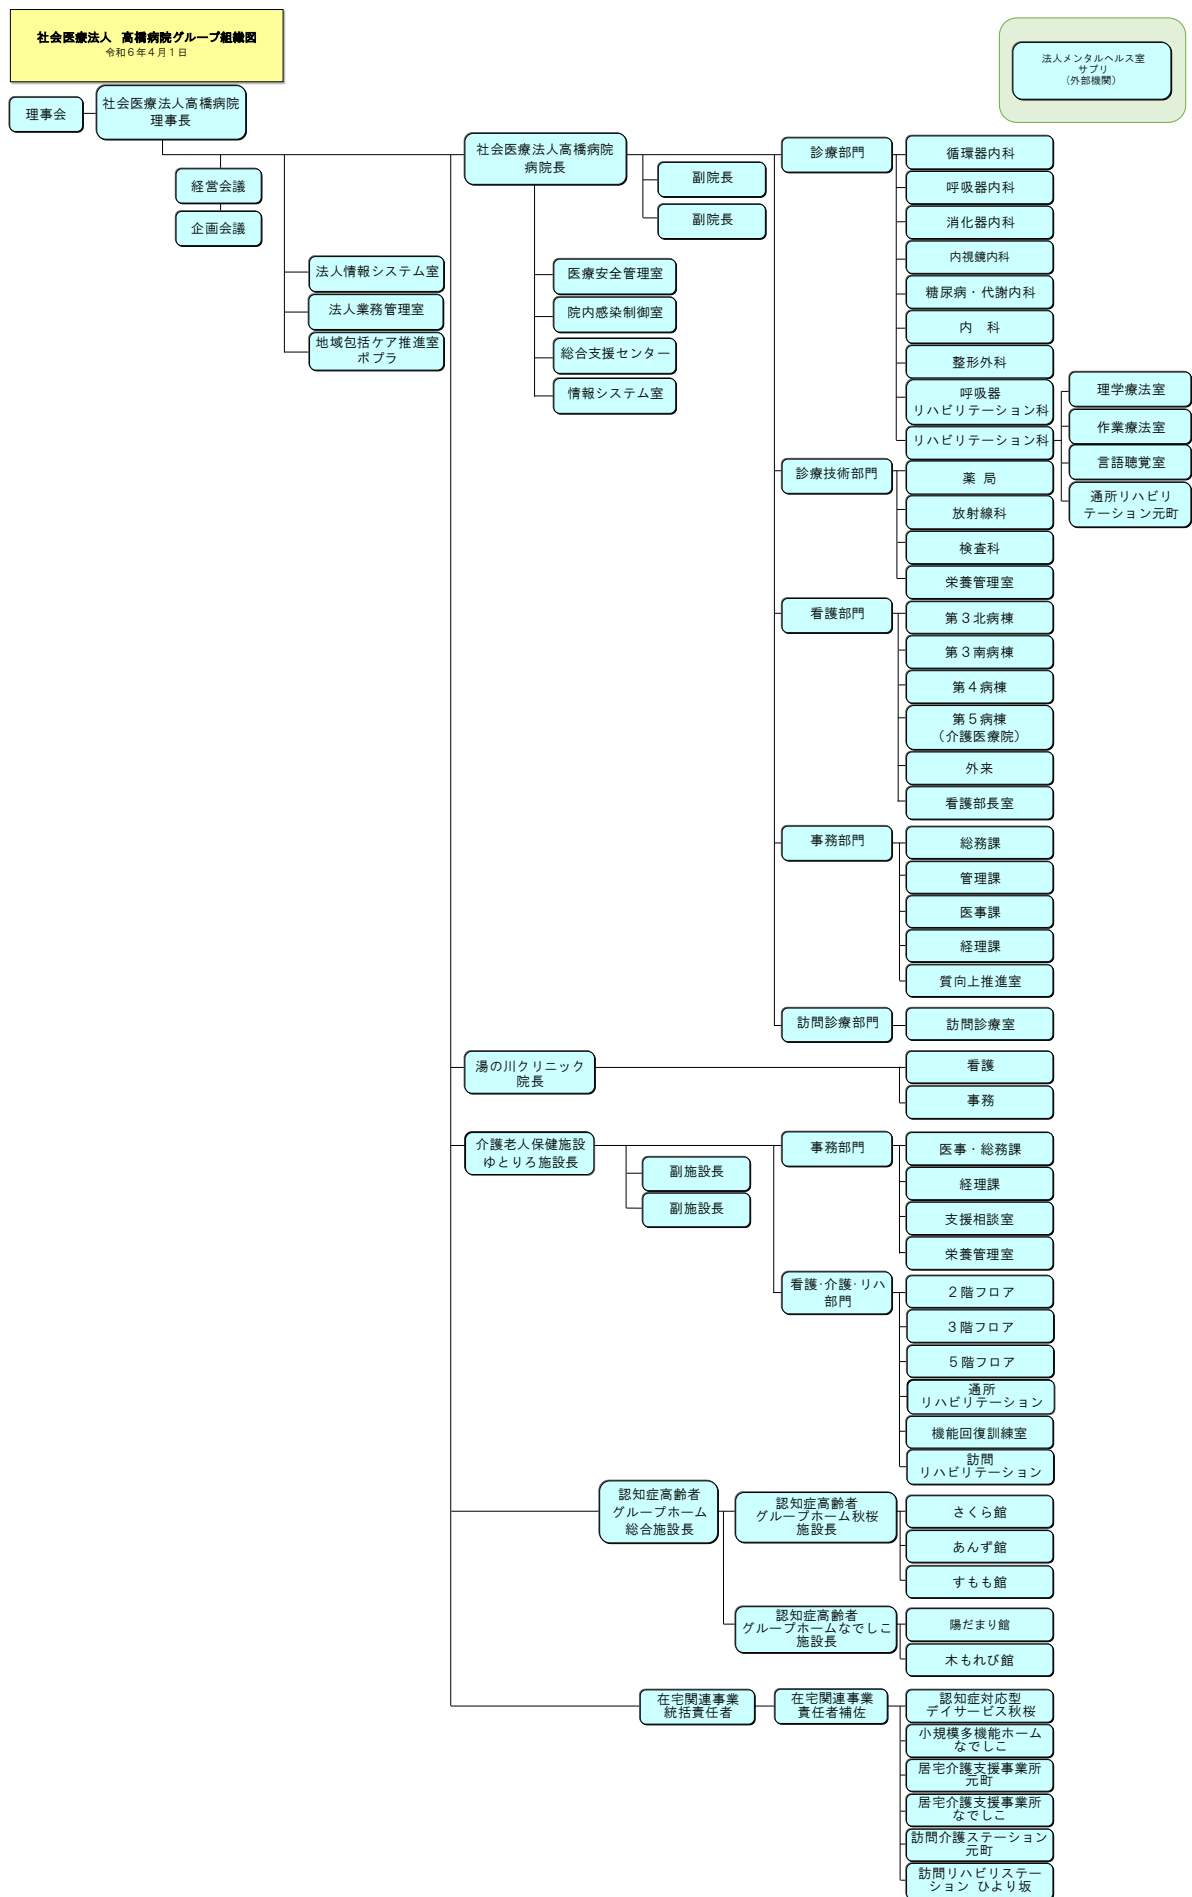 社会医療法人　高橋病院グループ組織図
令和６年４月１日
法人メンタルヘルス室
サプリ
（外部機関）
理事会
社会医療法人高橋病院
理事長
経営会議
企画会議
法人情報システム室
法人業務管理室
地域包括ケア推進室
ポプラ
社会医療法人高橋病院
病院長
副院長
副院長
医療安全管理室
院内感染制御室
総合支援センター
情報システム室
診療部門
循環器内科
呼吸器内科
消化器内科
内視鏡内科
糖尿病・代謝内科
内　科
整形外科
呼吸器
リハビリテーション科
リハビリテーション科
理学療法室
作業療法室
言語聴覚室
通所リハビリ
テーション元町
診療技術部門
薬 局
放射線科
検査科
栄養管理室
看護部門
第３北病棟
第３南病棟
第４病棟
第５病棟
（介護医療院）
外来
看護部長室
事務部門
総務課
管理課
医事課
経理課
質向上推進室
訪問診療部門
訪問診療室
湯の川クリニック
院長
看護
事務
介護老人保健施設
ゆとりろ施設長
副施設長
副施設長
事務部門
医事・総務課
経理課
支援相談室
栄養管理室
看護･介護･リハ
部門
２階フロア
３階フロア
５階フロア
通所
リハビリテーション
機能回復訓練室
訪問
リハビリテーション
認知症高齢者
グループホーム
総合施設長
認知症高齢者
グループホーム秋桜
施設長
さくら館
あんず館
すもも館
認知症高齢者
グループホームなでしこ
施設長
陽だまり館
木もれび館
在宅関連事業
統括責任者
在宅関連事業
責任者補佐
認知症対応型
デイサービス秋桜
小規模多機能ホーム
なでしこ
居宅介護支援事業所
元町
居宅介護支援事業所
なでしこ
訪問介護ステーション
元町
訪問リハビリステー
ション ひより坂